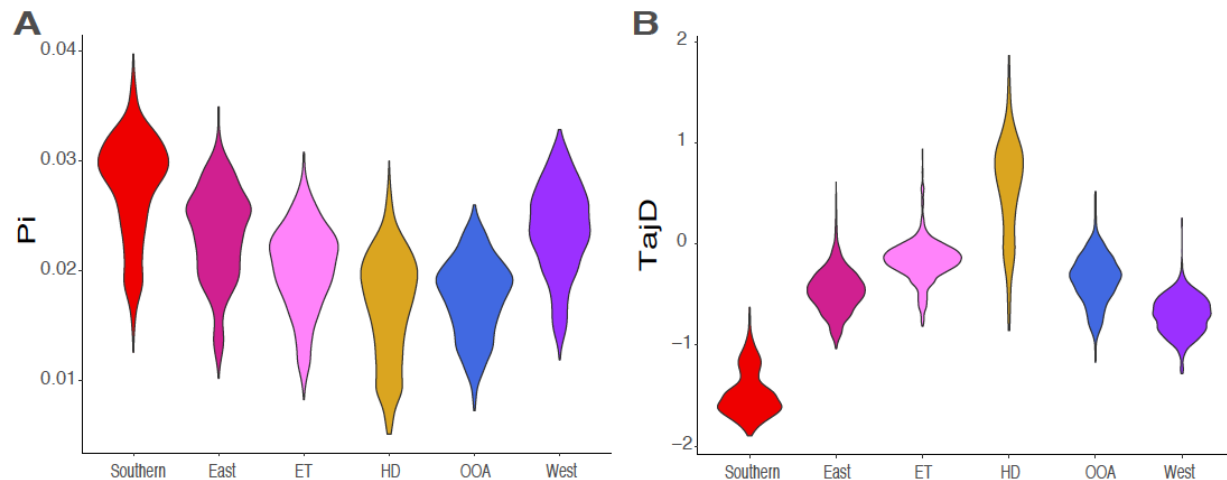 A
Pi
0.04
0.03
0.02
0.01
Southern East ET HD OOA West
B
TajD
2
1
0
−1
−2
Southern East ET HD OOA West